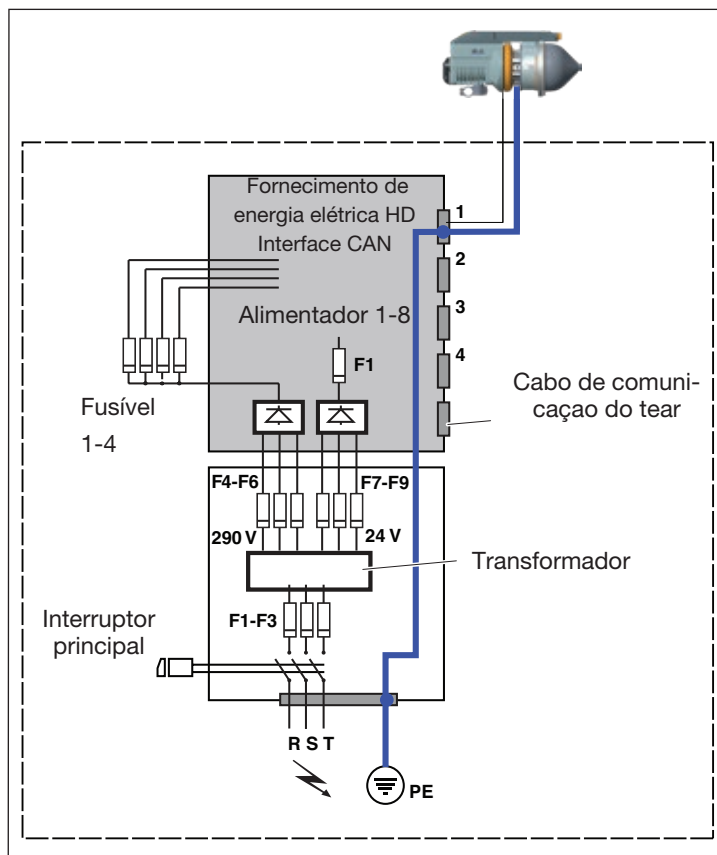 Fornecimento de
energia elétrica HD
Interface CAN
1
2
3
4
Alimentador 1-8
F1
Fusível
1-4
Cabo de comuni-
caçao do tear
F4-F6
F7-F9
290 V
24 V
Transformador
F1-F3
Interruptor
principal
R S T
PE